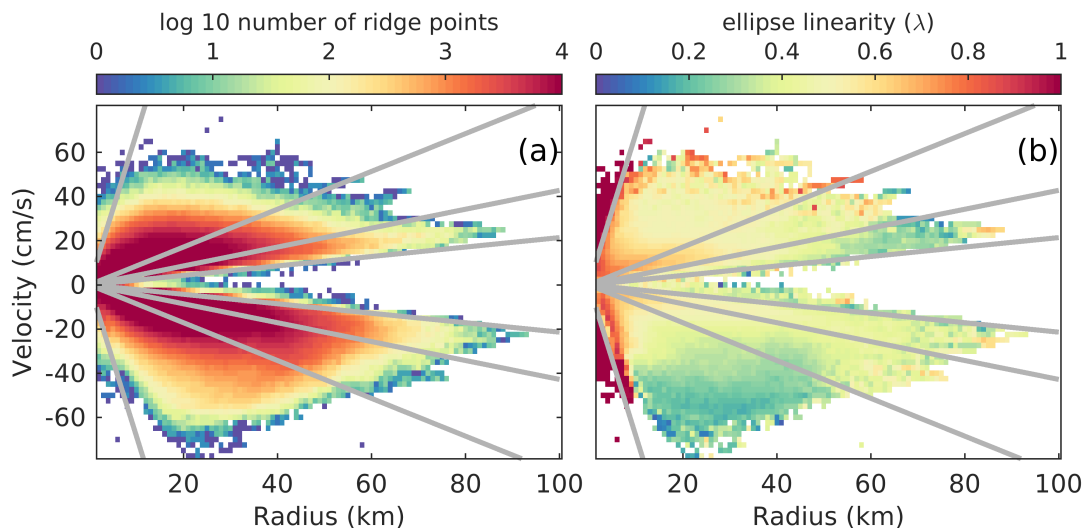 log 10 number of ridge points
0 1 2 3 4
ellipse linearity (λ)
0 0.2 0.4 0.6 0.8 1
(a)
(b)
Velocity (cm/s)
60
40
20
0
-20
-40
-60
20 40 60 80 100
20 40 60 80 100
Radius (km)
Radius (km)